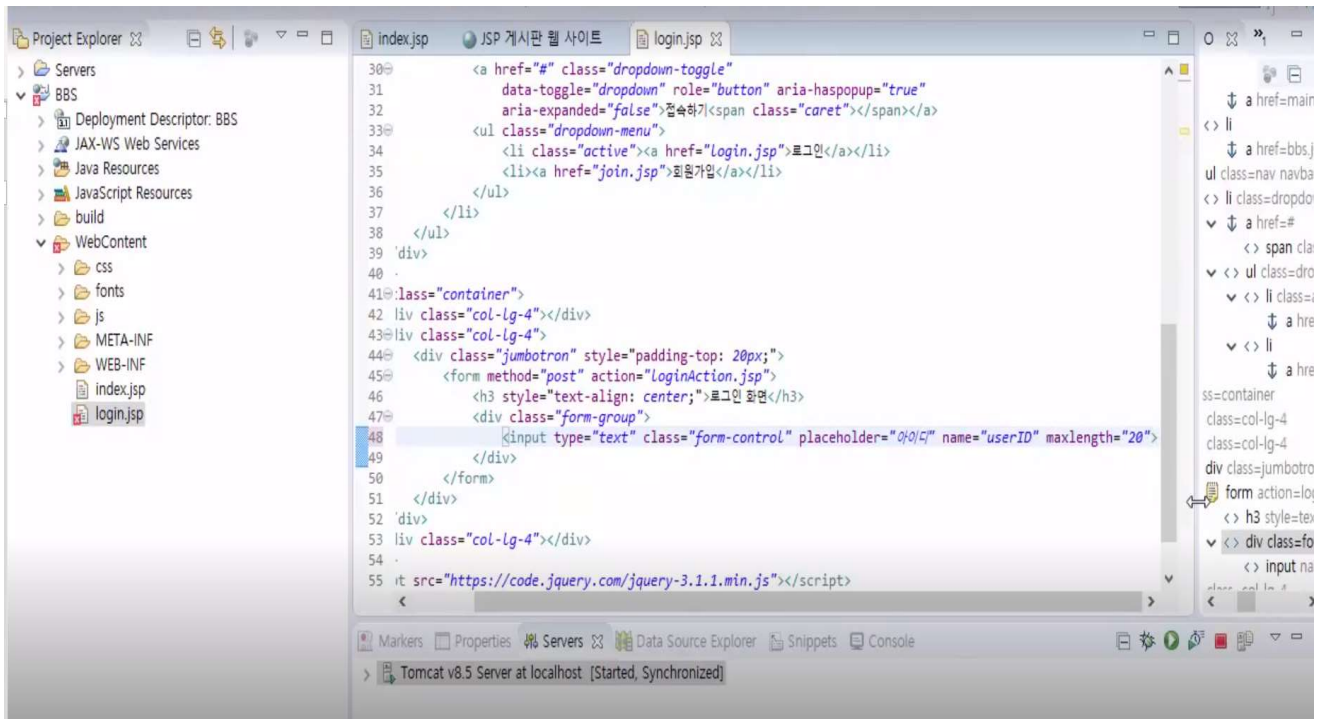 Project Explorer
Servers
BBS
Deployment Descriptor: BBS
JAX-WS Web Services
Java Resources
JavaScript Resources
build
WebContent
css
fonts
js
META-INF
WEB-INF
index.jsp
login.jsp
index.jsp JSP 게시판 웹 사이트 login.jsp
30 <a href="#" class="dropdown-toggle"
31 data-toggle="dropdown" role="button" aria-haspopup="true"
32 aria-expanded="false">접속하기<span class="caret"></span></a>
33 <ul class="dropdown-menu">
34 <li class="active"><a href="login.jsp">로그인</a></li>
35 <li><a href="join.jsp">회원가입</a></li>
36 </ul>
37 </li>
38 </ul>
39 div>
40
41 :lass="container">
42 liv class="col-lg-4"></div>
43 liv class="col-lg-4">
44 <div class="jumbotron" style="padding-top: 20px;">
45 <form method="post" action="loginAction.jsp">
46 <h3 style="text-align: center;">로그인 화면</h3>
47 <div class="form-group">
48 <input type="text" class="form-control" placeholder="아이디" name="userID" maxlength="20">
49 </div>
50 </form>
51 </div>
52 div>
53 liv class="col-lg-4"></div>
54
55 t src="https://code.jquery.com/jquery-3.1.1.min.js"></script>
a href=main
<> li
a href=bbs.j
ul class=nav navba
<> li class=dropdo
a href=#
<> span cla
<> ul class=dro
<> li class=a
a hre
<> li
a hre
ss=container
class=col-lg-4
class=col-lg-4
div class=jumbotro
form action=log
<> h3 style=tex
<> div class=fo
<> input na
Markers Properties Servers Data Source Explorer Snippets Console
Tomcat v8.5 Server at localhost [Started, Synchronized]